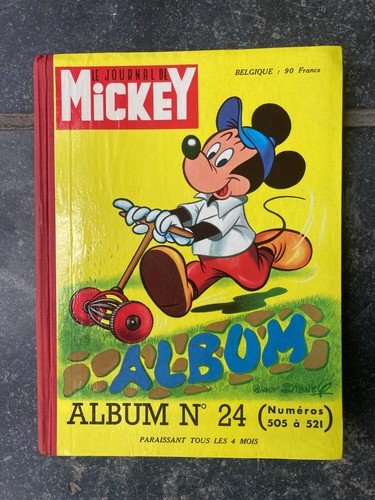 LE JOURNAL DE
MICKEY
BELGIQUE : 90 Francs
ALBUM
ALBUM N° 24 (Numéros 505 à 521)
PARAISSANT TOUS LES 4 MOIS